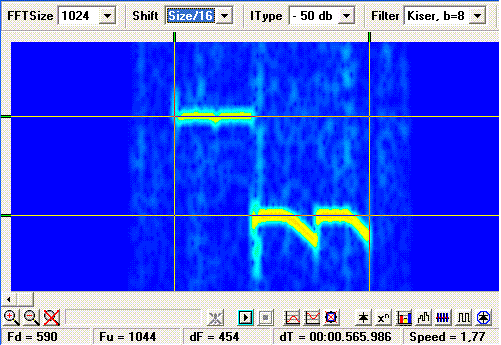 FFTSize 1024 Shift Size/16 IType - 50 db Filter Kiser, b=8
xⁿ
Fd = 590 Fu = 1044 dF = 454 dT = 00:00.565.986 Speed = 1,77